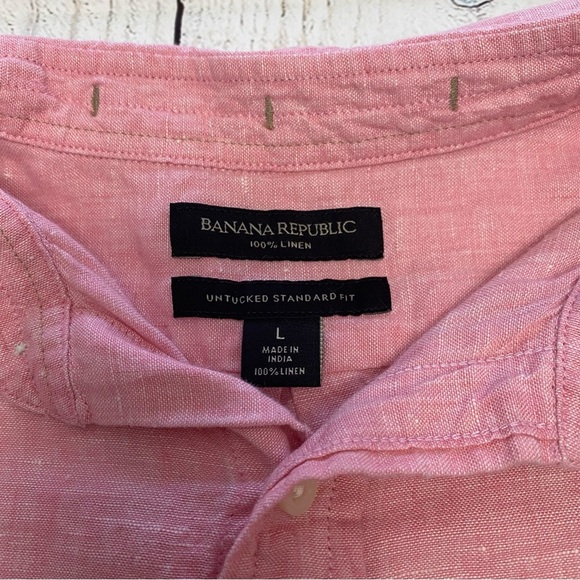 BANANA REPUBLIC
100% LINEN
UNTUCKED STANDARD FIT
L
MADE IN
INDIA
100% LINEN